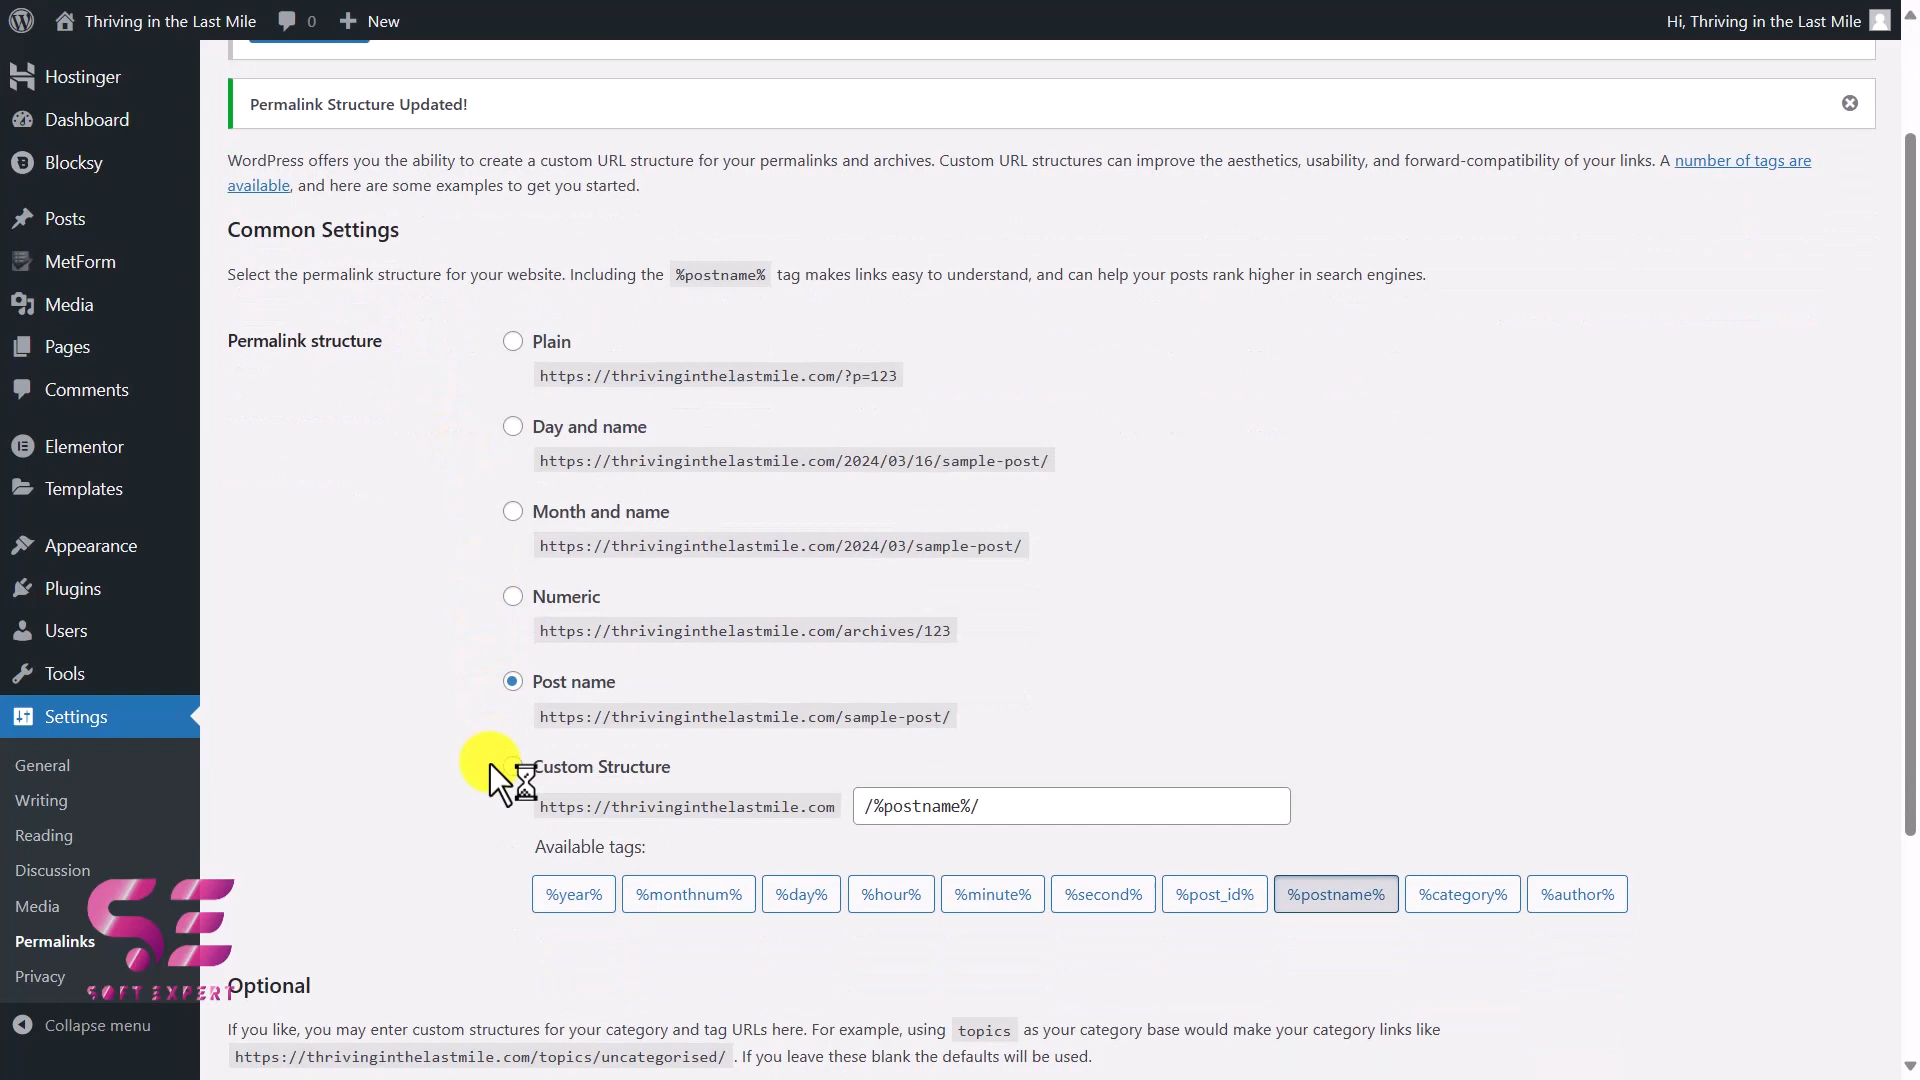 Thriving in the Last Mile
0
New
Hi, Thriving in the Last Mile
Hostinger
Dashboard
Blocksy
Posts
MetForm
Media
Pages
Comments
Elementor
Templates
Appearance
Plugins
Users
Tools
Settings
General
Writing
Reading
Discussion
Media
Permalinks
Privacy
Collapse menu
SE
SOFT EXPERT
Permalink Structure Updated!
WordPress offers you the ability to create a custom URL structure for your permalinks and archives. Custom URL structures can improve the aesthetics, usability, and forward-compatibility of your links. A number of tags are
available, and here are some examples to get you started.
Common Settings
Select the permalink structure for your website. Including the %postname% tag makes links easy to understand, and can help your posts rank higher in search engines.
Permalink structure
Plain
https://thrivinginthelastmile.com/?p=123
Day and name
https://thrivinginthelastmile.com/2024/03/16/sample-post/
Month and name
https://thrivinginthelastmile.com/2024/03/sample-post/
Numeric
https://thrivinginthelastmile.com/archives/123
Post name
https://thrivinginthelastmile.com/sample-post/
Custom Structure
https://thrivinginthelastmile.com /%postname%/
Available tags:
%year% %monthnum% %day% %hour% %minute% %second% %post_id% %postname% %category% %author%
Optional
If you like, you may enter custom structures for your category and tag URLs here. For example, using topics as your category base would make your category links like
https://thrivinginthelastmile.com/topics/uncategorised/ . If you leave these blank the defaults will be used.